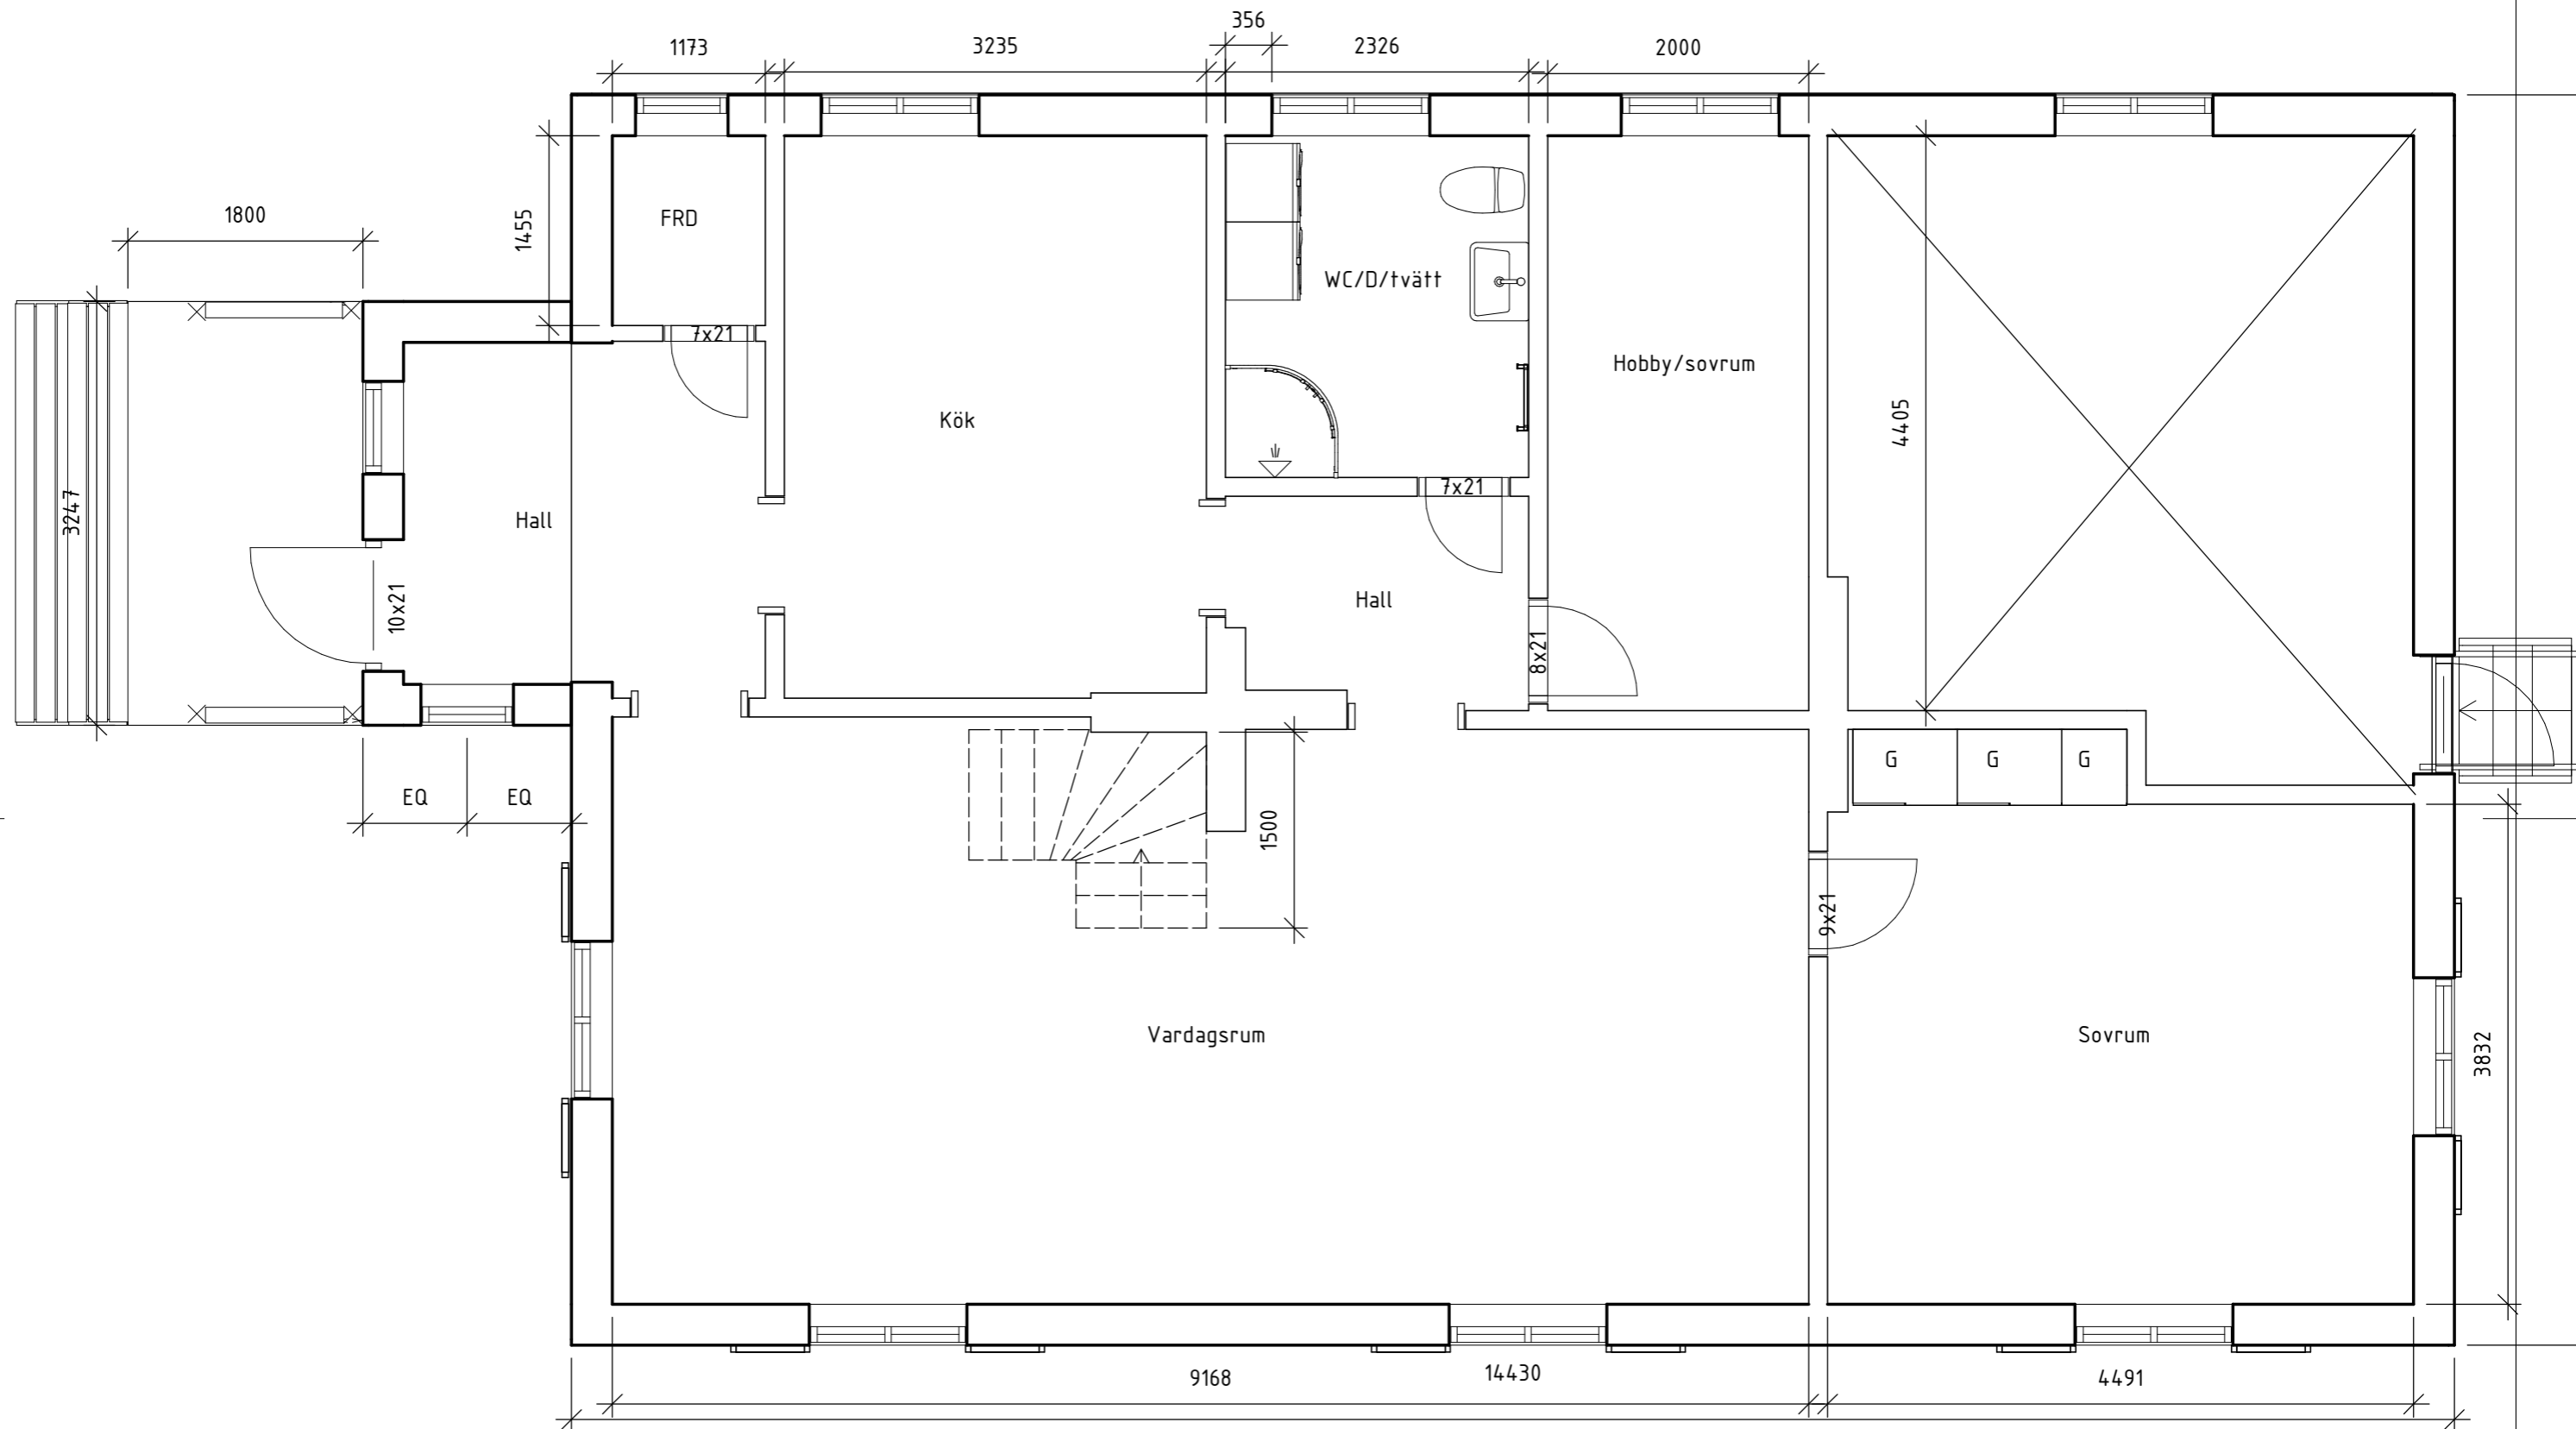 356
1173
3235
2326
2000
1800
1455
FRD
WC/D/tvätt
7x21
Hobby/sovrum
Kök
4405
7x21
3247
Hall
10x21
Hall
8x21
EQ
EQ
G
G
G
1500
9x21
Vardagsrum
Sovrum
3832
9168
14430
4491